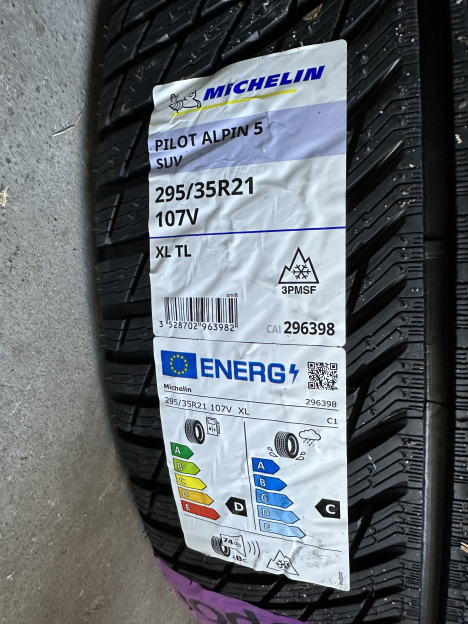 MICHELIN
PILOT ALPIN 5
SUV
295/35R21
107V
XL TL
3PMSF
3 528702 963982
CAI 296398
ENERG
Michelin
296398
295/35R21 107V XL
C1
A
B
C
D
E
D
A
B
C
D
E
C
74